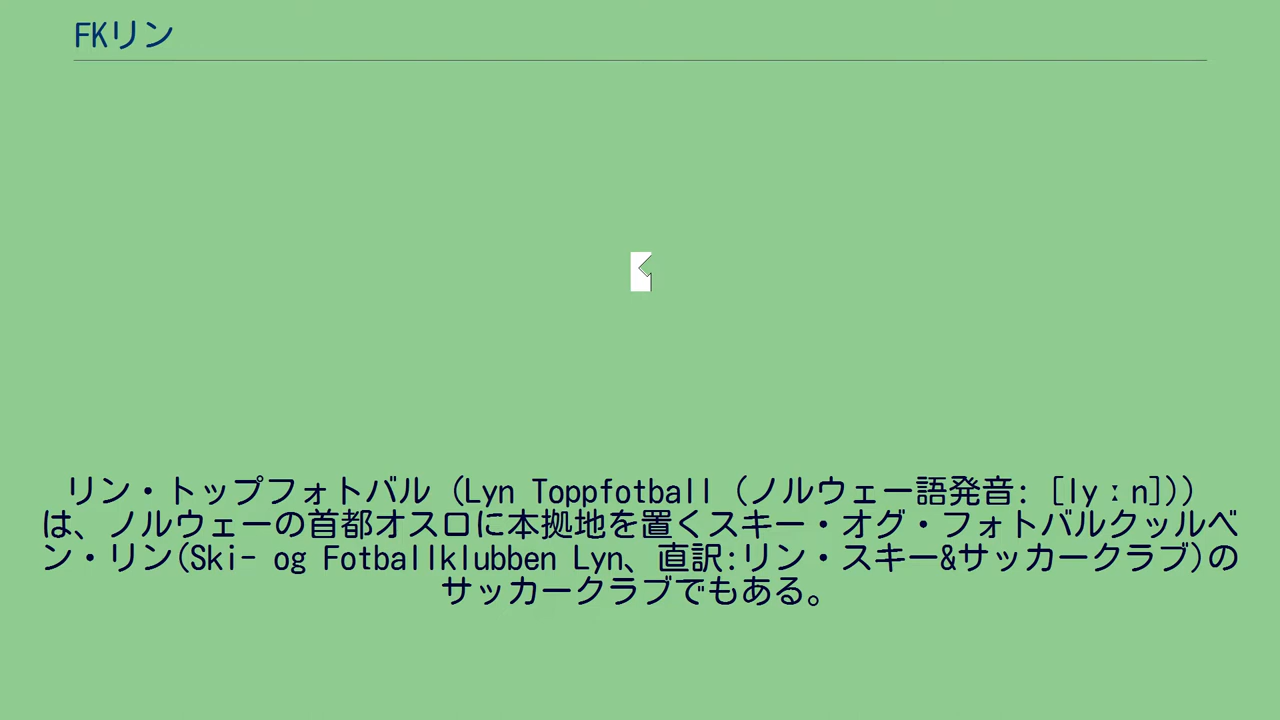 FKリン
リン・トップフォトバル（Lyn Toppfotball（ノルウェー語発音: [lyːn]））
は、ノルウェーの首都オスロに本拠地を置くスキー・オグ・フォトバルクッルベ
ン・リン(Ski- og Fotballklubben Lyn、直訳:リン・スキー&サッカークラブ)の
サッカークラブでもある。